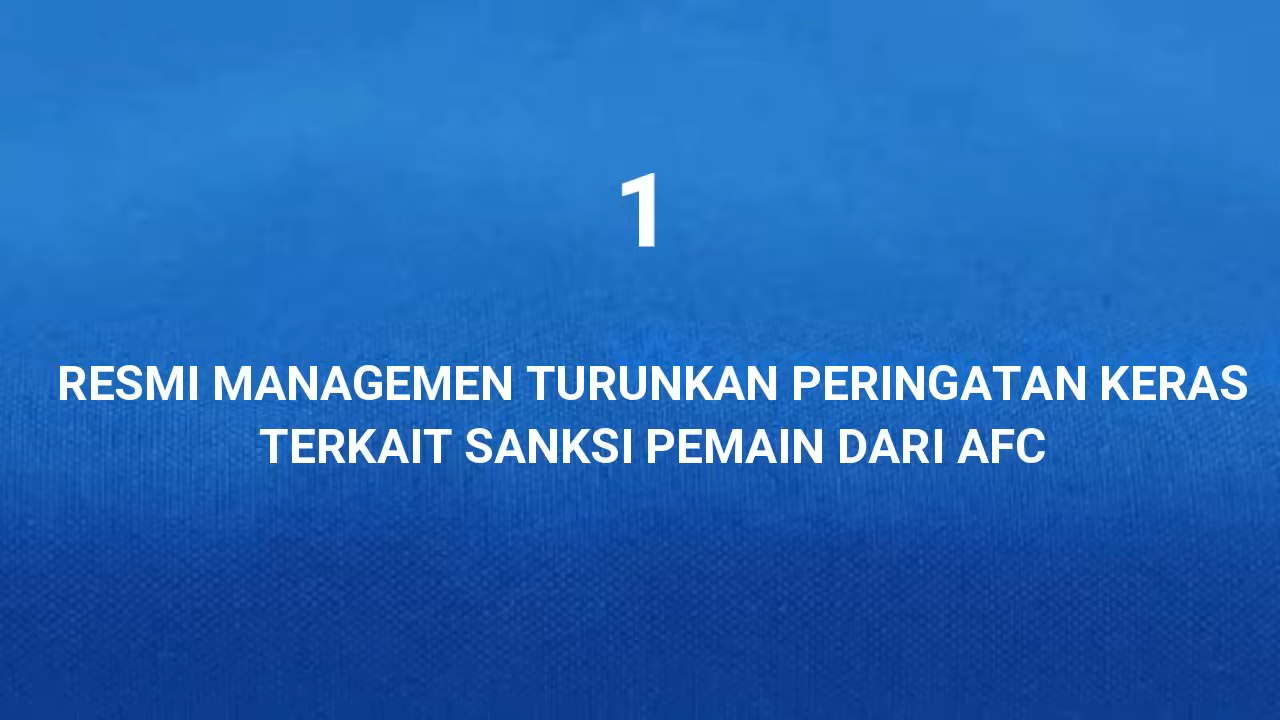 1
RESMI MANAGEMEN TURUNKAN PERINGATAN KERAS
TERKAIT SANKSI PEMAIN DARI AFC